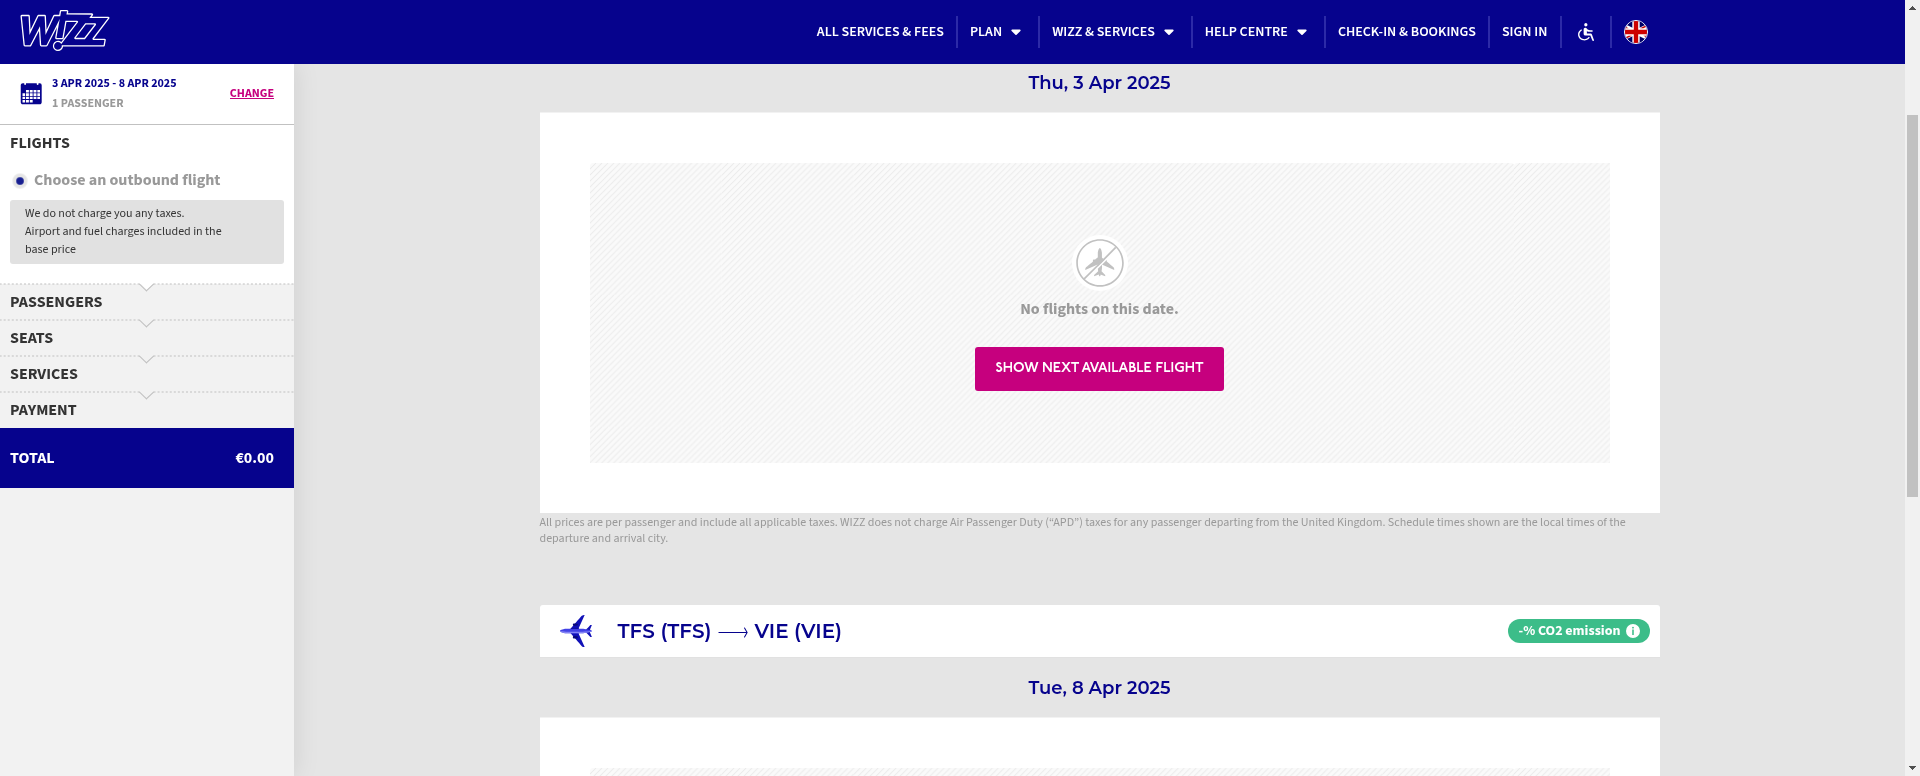 WIZZ
ALL SERVICES & FEES
PLAN
WIZZ & SERVICES
HELP CENTRE
CHECK-IN & BOOKINGS
SIGN IN
3 APR 2025 - 8 APR 2025
1 PASSENGER
CHANGE
FLIGHTS
Choose an outbound flight
We do not charge you any taxes.
Airport and fuel charges included in the
base price
PASSENGERS
SEATS
SERVICES
PAYMENT
TOTAL €0.00
Thu, 3 Apr 2025
No flights on this date.
SHOW NEXT AVAILABLE FLIGHT
All prices are per passenger and include all applicable taxes. WIZZ does not charge Air Passenger Duty (“APD”) taxes for any passenger departing from the United Kingdom. Schedule times shown are the local times of the
departure and arrival city.
TFS (TFS) → VIE (VIE)
-% CO2 emission i
Tue, 8 Apr 2025